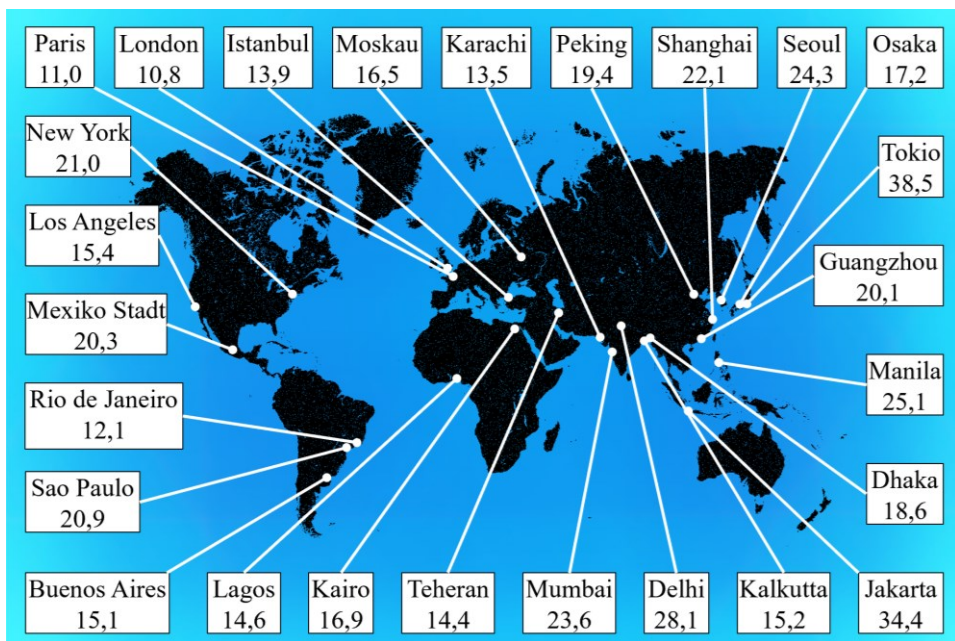 Paris
11,0
London
10,8
Istanbul
13,9
Moskau
16,5
Karachi
13,5
Peking
19,4
Shanghai
22,1
Seoul
24,3
Osaka
17,2
New York
21,0
Tokio
38,5
Los Angeles
15,4
Guangzhou
20,1
Mexiko Stadt
20,3
Manila
25,1
Rio de Janeiro
12,1
Sao Paulo
20,9
Dhaka
18,6
Buenos Aires
15,1
Lagos
14,6
Kairo
16,9
Teheran
14,4
Mumbai
23,6
Delhi
28,1
Kalkutta
15,2
Jakarta
34,4